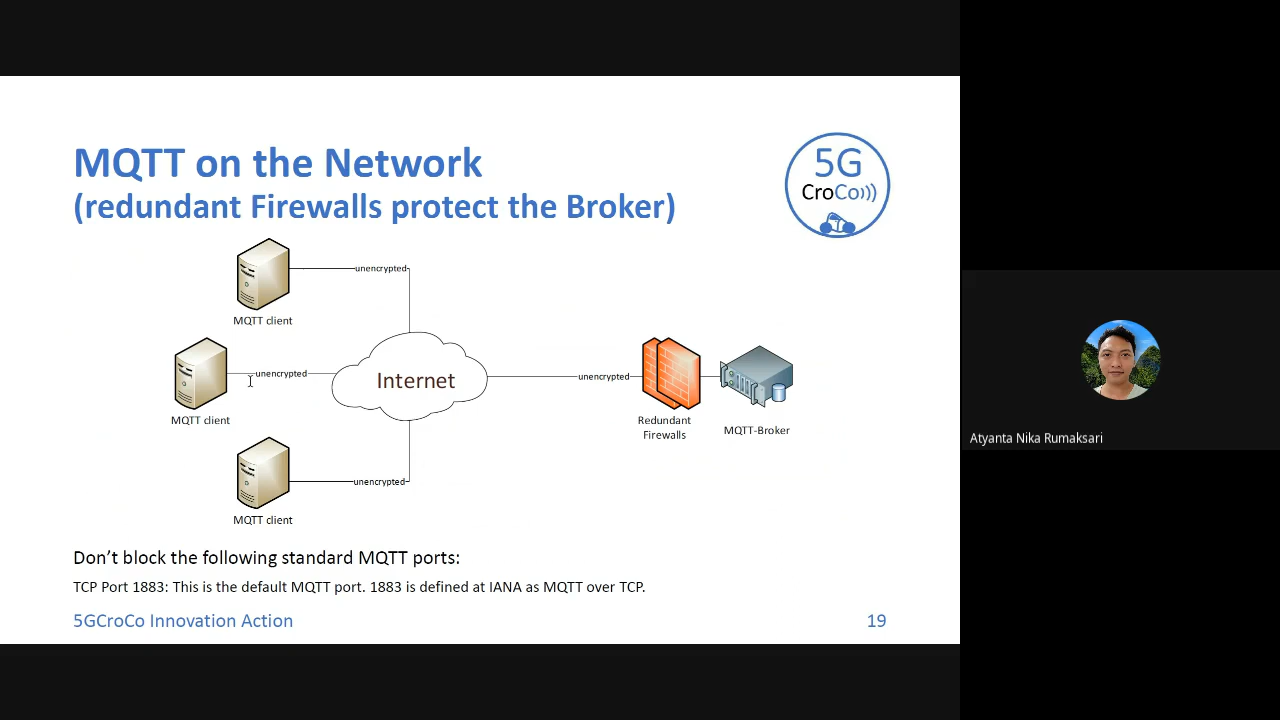 MQTT on the Network
(redundant Firewalls protect the Broker)
5G
CroCo
unencrypted
MQTT client
unencrypted
MQTT client
unencrypted
MQTT client
Internet
unencrypted
Redundant
Firewalls
MQTT-Broker
Don’t block the following standard MQTT ports:
TCP Port 1883: This is the default MQTT port. 1883 is defined at IANA as MQTT over TCP.
5GCroCo Innovation Action
19
Atyanta Nika Rumaksari